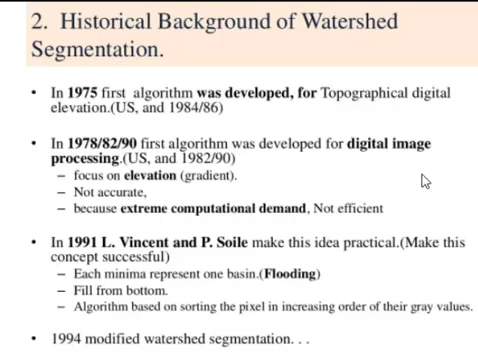 2. Historical Background of Watershed
Segmentation.
• In 1975 first algorithm was developed, for Topographical digital
elevation.(US, and 1984/86)
• In 1978/82/90 first algorithm was developed for digital image
processing.(US, and 1982/90)
– focus on elevation (gradient).
– Not accurate,
– because extreme computational demand, Not efficient
• In 1991 L. Vincent and P. Soile make this idea practical.(Make this
concept successful)
– Each minima represent one basin.(Flooding)
– Fill from bottom.
– Algorithm based on sorting the pixel in increasing order of their gray values.
• 1994 modified watershed segmentation. . .